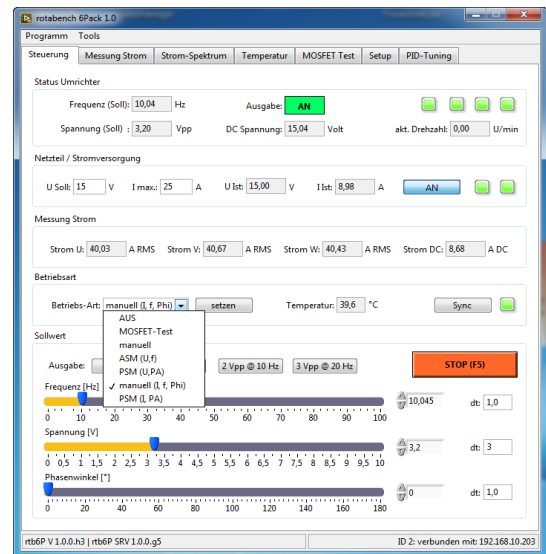 rotabench 6Pack 1.0
Programm Tools
Steuerung Messung Strom Strom-Spektrum Temperatur MOSFET Test Setup PID-Tuning
Status Umrichter
Frequenz (Soll): 10,04 Hz Ausgabe: AN
Spannung (Soll) : 3,20 Vpp DC Spannung: 15,04 Volt akt. Drehzahl: 0,00 U/min
Netzteil / Stromversorgung
U Soll: 15 V I max.: 25 A U Ist: 15,00 V I Ist: 8,98 A AN
Messung Strom
Strom U: 40,03 A RMS Strom V: 40,67 A RMS Strom W: 40,43 A RMS Strom DC: 8,68 A DC
Betriebsart
Betriebs-Art: manuell (I, f, Phi) setzen Temperatur: 39,6 °C Sync
AUS
MOSFET-Test
manuell
ASM (U,f)
PSM (U,PA)
✓ manuell (I, f, Phi)
PSM (I, PA)
Sollwert
Ausgabe: 2 Vpp @ 10 Hz 3 Vpp @ 20 Hz STOP (F5)
Frequenz [Hz]
10,045 dt: 1,0
0 10 20 30 40 50 60 70 80 90 100
Spannung [V]
3,2 dt: 3
0 0,5 1 1,5 2 2,5 3 3,5 4 4,5 5 5,5 6 6,5 7 7,5 8 8,5 9 9,5 10
Phasenwinkel [°]
0 dt: 1,0
0 20 40 60 80 100 120 140 160 180
rtb6P V 1.0.0.h3 | rtb6P SRV 1.0.0.g5 ID 2: verbunden mit: 192.168.10.203